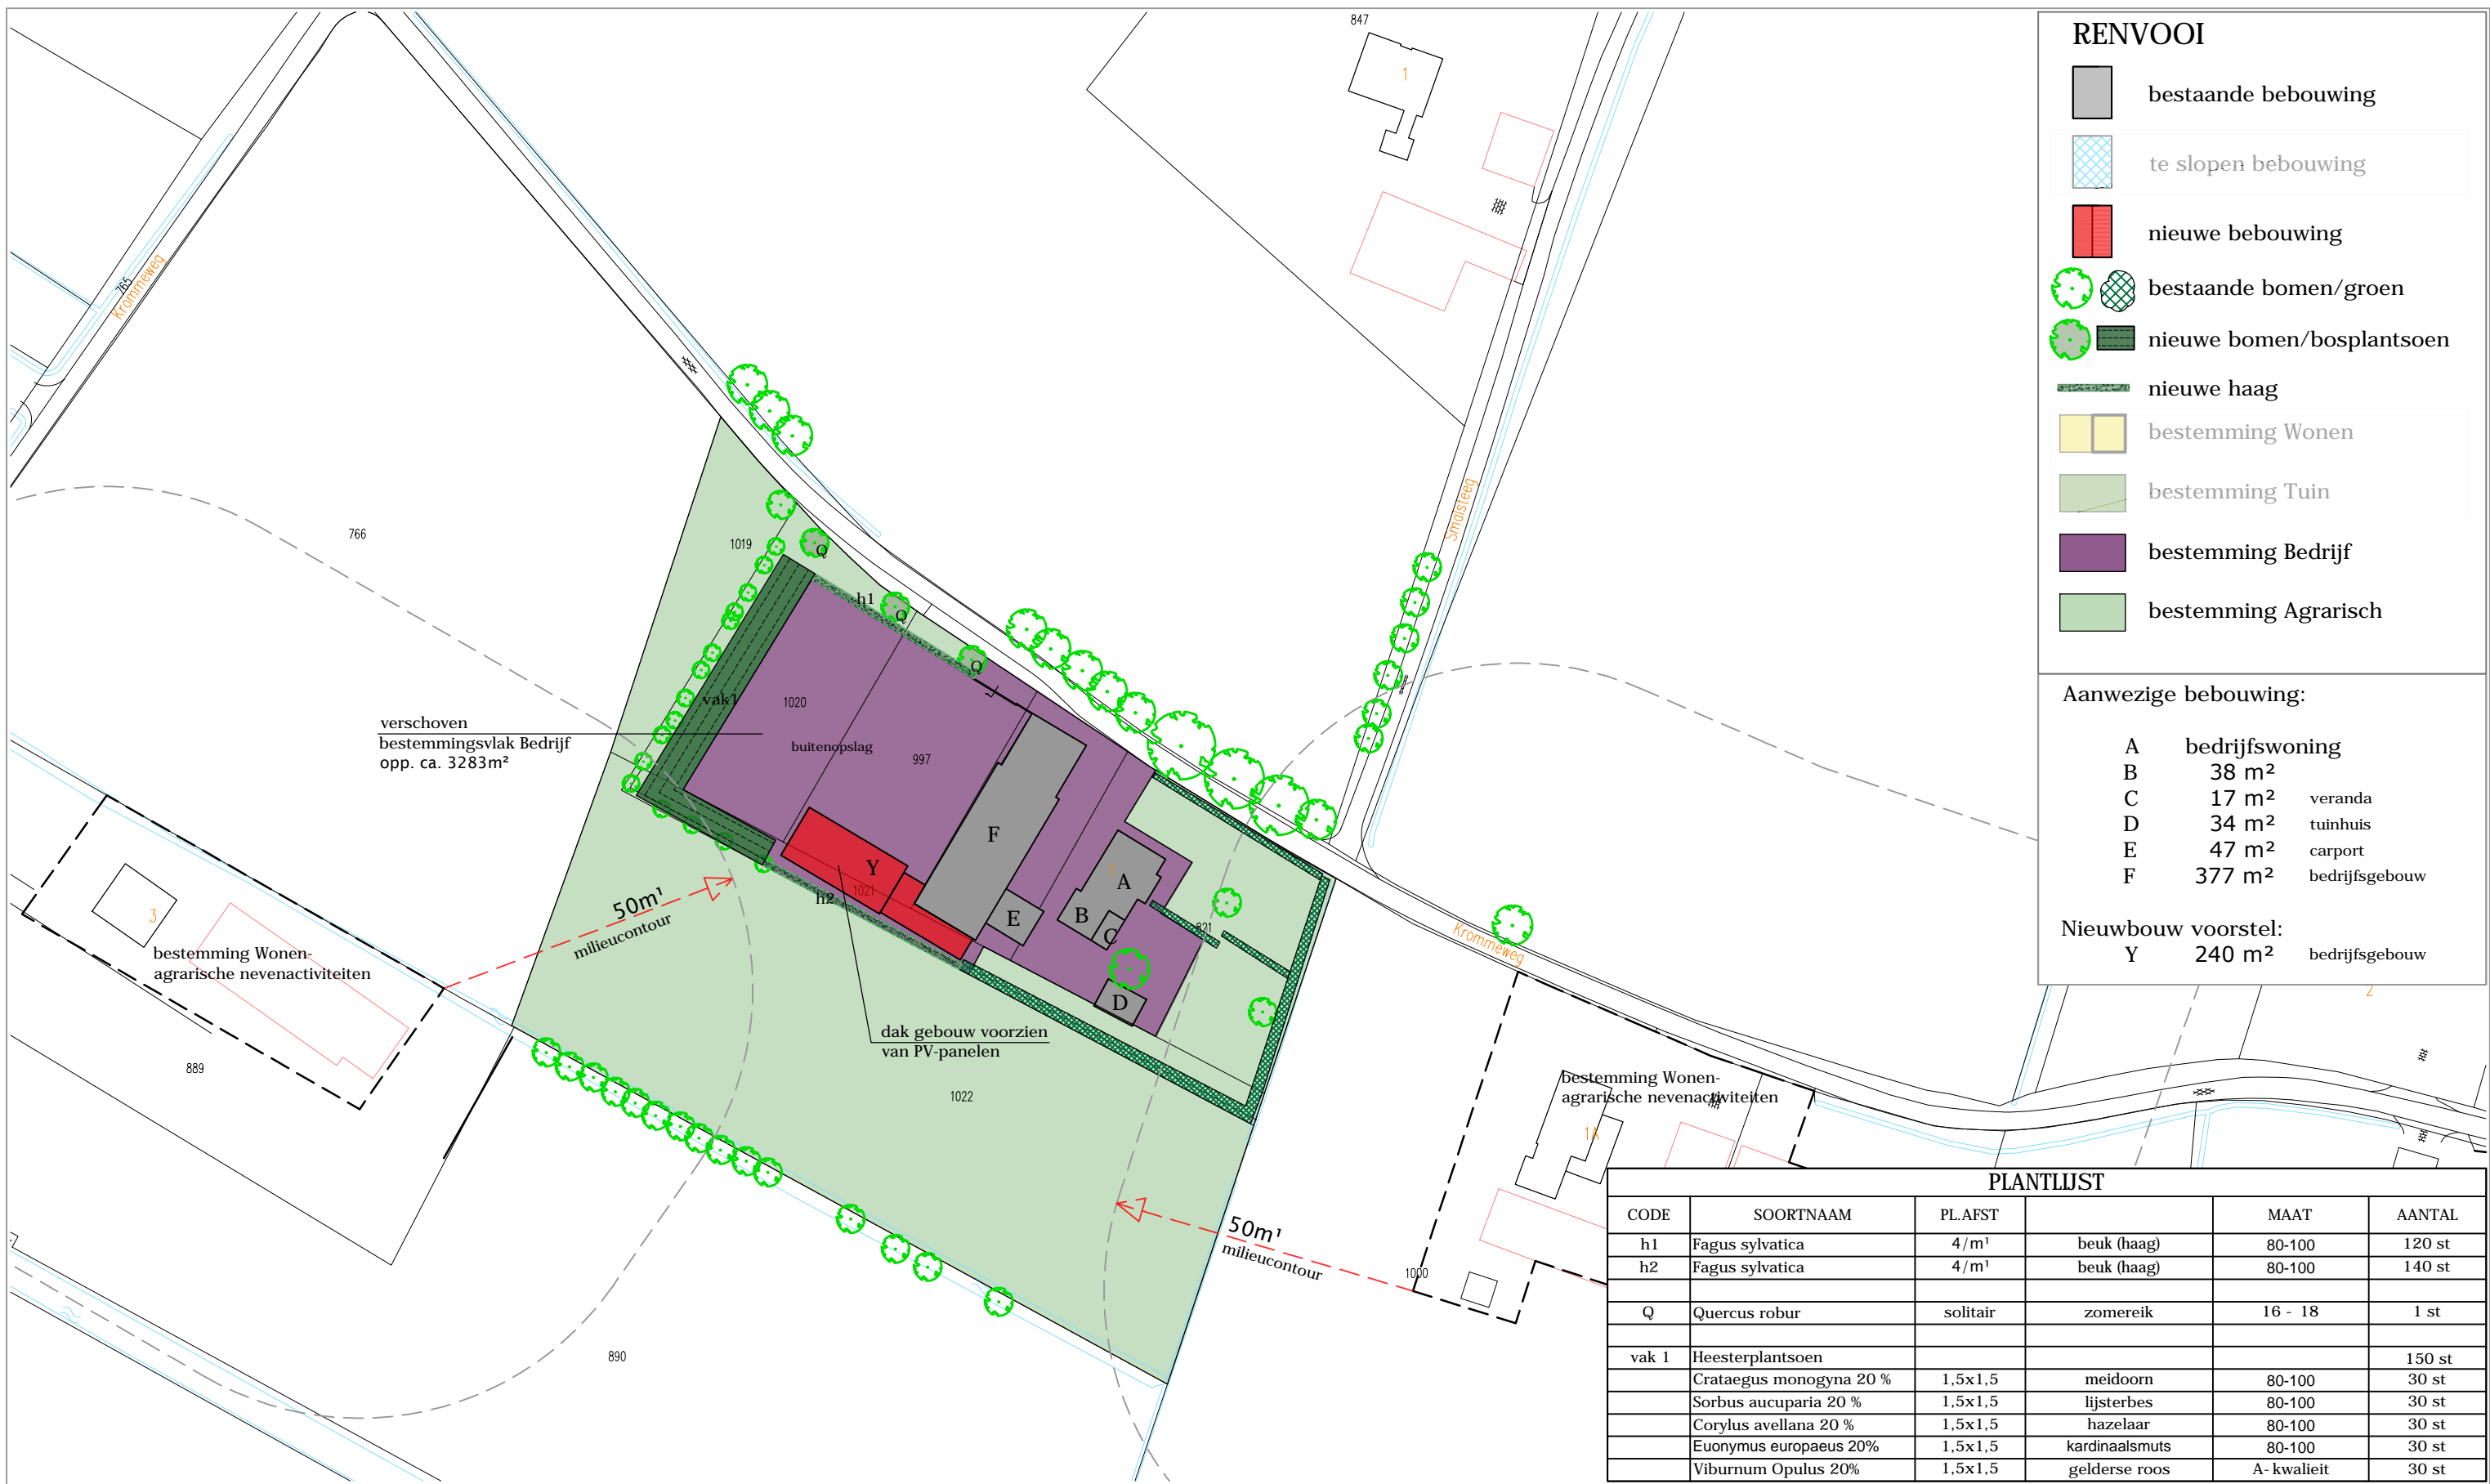 847
1
765
Krommeweg
766
1019
Q
h1
Q
Q
vak1
1020
buitenopslag
997
verschoven
bestemmingsvlak Bedrijf
opp. ca. 3283m²
Smalsteeg
F
Y
1021
h2
E
1
A
B
C
821
D
Krommeweg
50m¹
milieucontour
3
bestemming Wonen-
agrarische nevenactiviteiten
889
dak gebouw voorzien
van PV-panelen
1022
890
50m¹
milieucontour
1000
bestemming Wonen-
agrarische nevenactiviteiten
1A
2
RENVOOI
bestaande bebouwing
te slopen bebouwing
nieuwe bebouwing
bestaande bomen/groen
nieuwe bomen/bosplantsoen
nieuwe haag
bestemming Wonen
bestemming Tuin
bestemming Bedrijf
bestemming Agrarisch
Aanwezige bebouwing:
A bedrijfswoning
B 38 m²
C 17 m² veranda
D 34 m² tuinhuis
E 47 m² carport
F 377 m² bedrijfsgebouw
Nieuwbouw voorstel:
Y 240 m² bedrijfsgebouw
PLANTLIJST
CODE SOORTNAAM PL.AFST MAAT AANTAL
h1 Fagus sylvatica 4/m¹ beuk (haag) 80-100 120 st
h2 Fagus sylvatica 4/m¹ beuk (haag) 80-100 140 st
Q Quercus robur solitair zomereik 16 - 18 1 st
vak 1 Heesterplantsoen 150 st
Crataegus monogyna 20 % 1,5x1,5 meidoorn 80-100 30 st
Sorbus aucuparia 20 % 1,5x1,5 lijsterbes 80-100 30 st
Corylus avellana 20 % 1,5x1,5 hazelaar 80-100 30 st
Euonymus europaeus 20% 1,5x1,5 kardinaalsmuts 80-100 30 st
Viburnum Opulus 20% 1,5x1,5 gelderse roos A- kwalieit 30 st